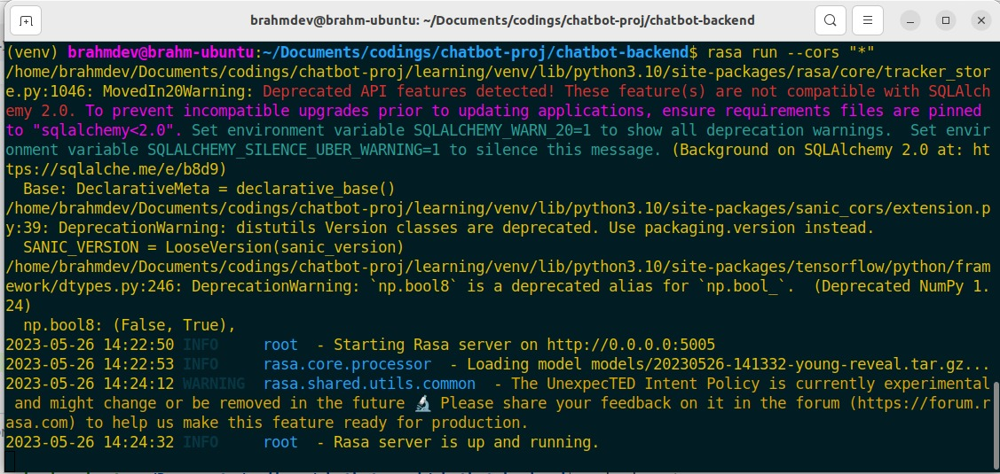 brahmdev@brahm-ubuntu: ~/Documents/codings/chatbot-proj/chatbot-backend
(venv) brahmdev@brahm-ubuntu:~/Documents/codings/chatbot-proj/chatbot-backend$ rasa run --cors "*"
/home/brahmdev/Documents/codings/chatbot-proj/learning/venv/lib/python3.10/site-packages/rasa/core/tracker_stor
e.py:1046: MovedIn20Warning: Deprecated API features detected! These feature(s) are not compatible with SQLAlch
emy 2.0. To prevent incompatible upgrades prior to updating applications, ensure requirements files are pinned
to "sqlalchemy<2.0". Set environment variable SQLALCHEMY_WARN_20=1 to show all deprecation warnings.  Set envir
onment variable SQLALCHEMY_SILENCE_UBER_WARNING=1 to silence this message. (Background on SQLAlchemy 2.0 at: ht
tps://sqlalche.me/e/b8d9)
  Base: DeclarativeMeta = declarative_base()
/home/brahmdev/Documents/codings/chatbot-proj/learning/venv/lib/python3.10/site-packages/sanic_cors/extension.p
y:39: DeprecationWarning: distutils Version classes are deprecated. Use packaging.version instead.
  SANIC_VERSION = LooseVersion(sanic_version)
/home/brahmdev/Documents/codings/chatbot-proj/learning/venv/lib/python3.10/site-packages/tensorflow/python/fram
ework/dtypes.py:246: DeprecationWarning: `np.bool8` is a deprecated alias for `np.bool_`.  (Deprecated NumPy 1.
24)
  np.bool8: (False, True),
2023-05-26 14:22:50 INFO     root  - Starting Rasa server on http://0.0.0.0:5005
2023-05-26 14:22:53 INFO     rasa.core.processor  - Loading model models/20230526-141332-young-reveal.tar.gz...
2023-05-26 14:24:12 WARNING  rasa.shared.utils.common  - The UnexpecTED Intent Policy is currently experimental
 and might change or be removed in the future 🔬 Please share your feedback on it in the forum (https://forum.r
asa.com) to help us make this feature ready for production.
2023-05-26 14:24:32 INFO     root  - Rasa server is up and running.